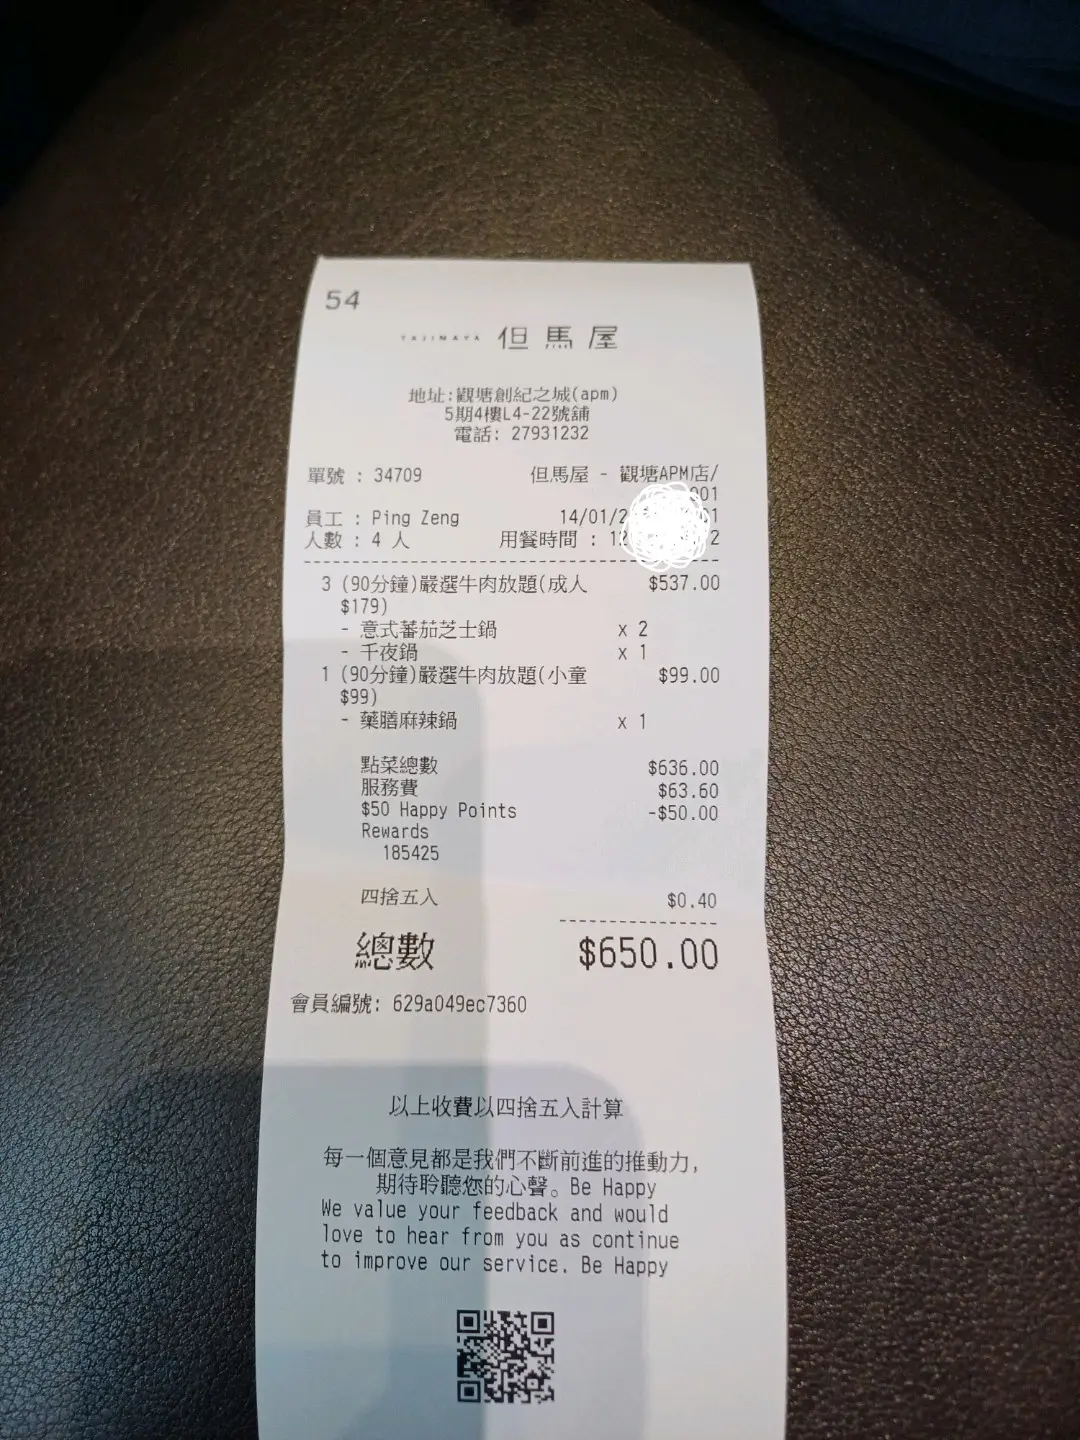 54
TAJIMAYA 但馬屋
地址:觀塘創紀之城(apm)
5期4樓L4-22號舖
電話: 27931232
單號 : 34709 但馬屋 - 觀塘APM店/
001
員工 : Ping Zeng 14/01/2 1
人數 : 4 人 用餐時間 : 12 2
3 (90分鐘)嚴選牛肉放題(成人 $537.00
$179)
- 意式蕃茄芝士鍋 x 2
- 千夜鍋 x 1
1 (90分鐘)嚴選牛肉放題(小童 $99.00
$99)
- 藥膳麻辣鍋 x 1
點菜總數 $636.00
服務費 $63.60
$50 Happy Points -$50.00
Rewards
185425
四捨五入 $0.40
總數 $650.00
會員編號: 629a049ec7360
以上收費以四捨五入計算
每一個意見都是我們不斷前進的推動力,
期待聆聽您的心聲。Be Happy
We value your feedback and would
love to hear from you as continue
to improve our service. Be Happy